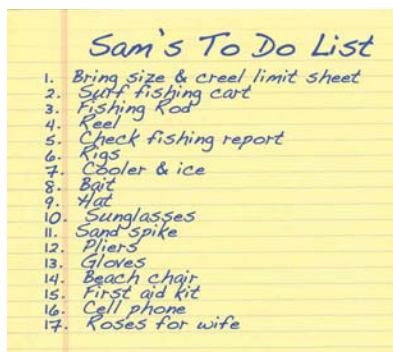 Sam's To Do List
1. Bring size & creel limit sheet
2. Surf fishing cart
3. Fishing Rod
4. Reel
5. Check fishing report
6. Rigs
7. Cooler & ice
8. Bait
9. Hat
10. Sunglasses
11. Sand spike
12. Pliers
13. Gloves
14. Beach chair
15. First aid kit
16. Cell phone
17. Roses for wife